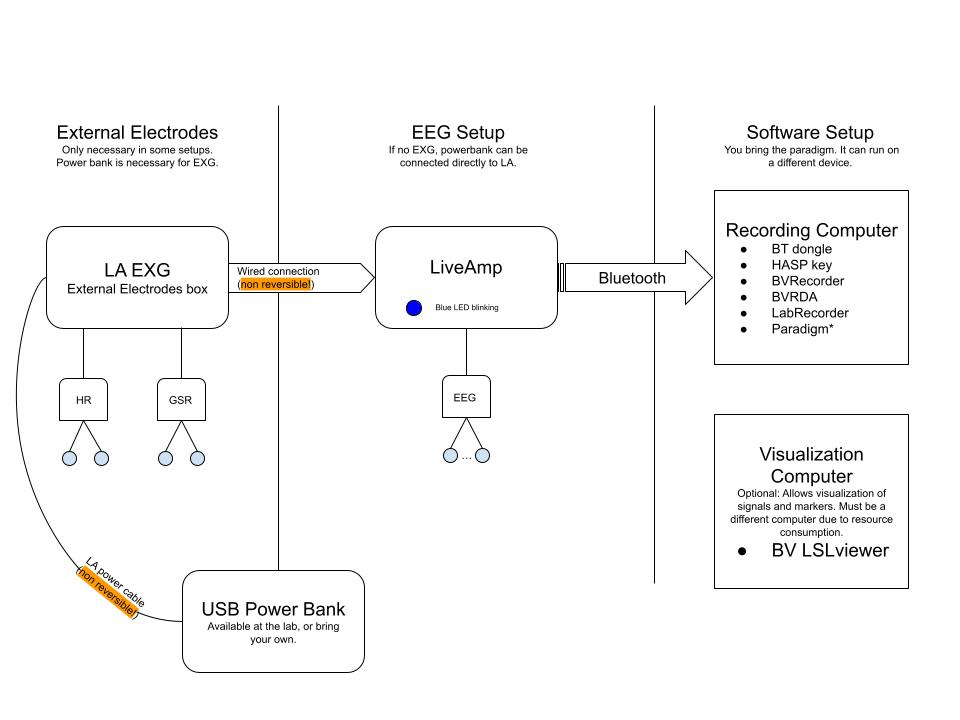 External Electrodes
Only necessary in some setups.
Power bank is necessary for EXG.
EEG Setup
If no EXG, powerbank can be
connected directly to LA.
Software Setup
You bring the paradigm. It can run on
a different device.
LA EXG
External Electrodes box
Wired connection
(non reversible!)
LiveAmp
Blue LED blinking
Bluetooth
Recording Computer
● BT dongle
● HASP key
● BVRecorder
● BVRDA
● LabRecorder
● Paradigm*
HR
GSR
EEG
...
Visualization
Computer
Optional: Allows visualization of
signals and markers. Must be a
different computer due to resource
consumption.
● BV LSLviewer
LA power cable
(non reversible!)
USB Power Bank
Available at the lab, or bring
your own.